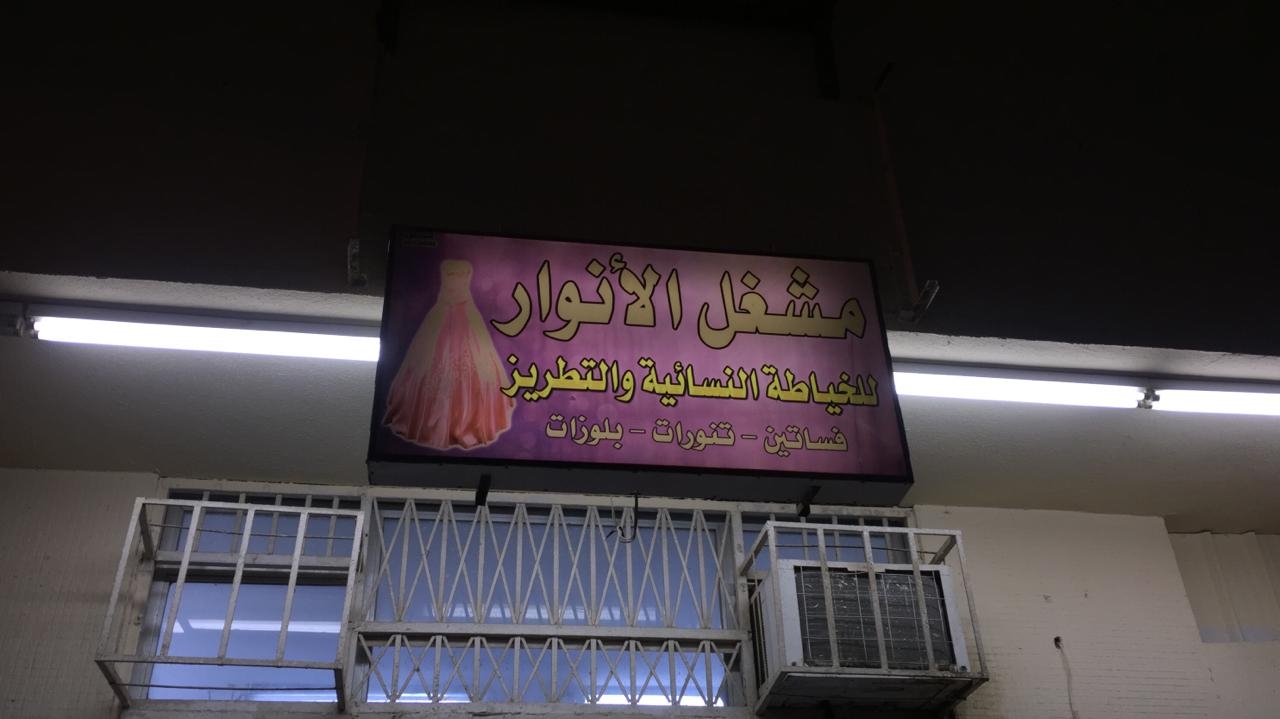 مشغل الأنوار
للخياطة النسائية والتطريز
فساتين - تنورات - بلوزات